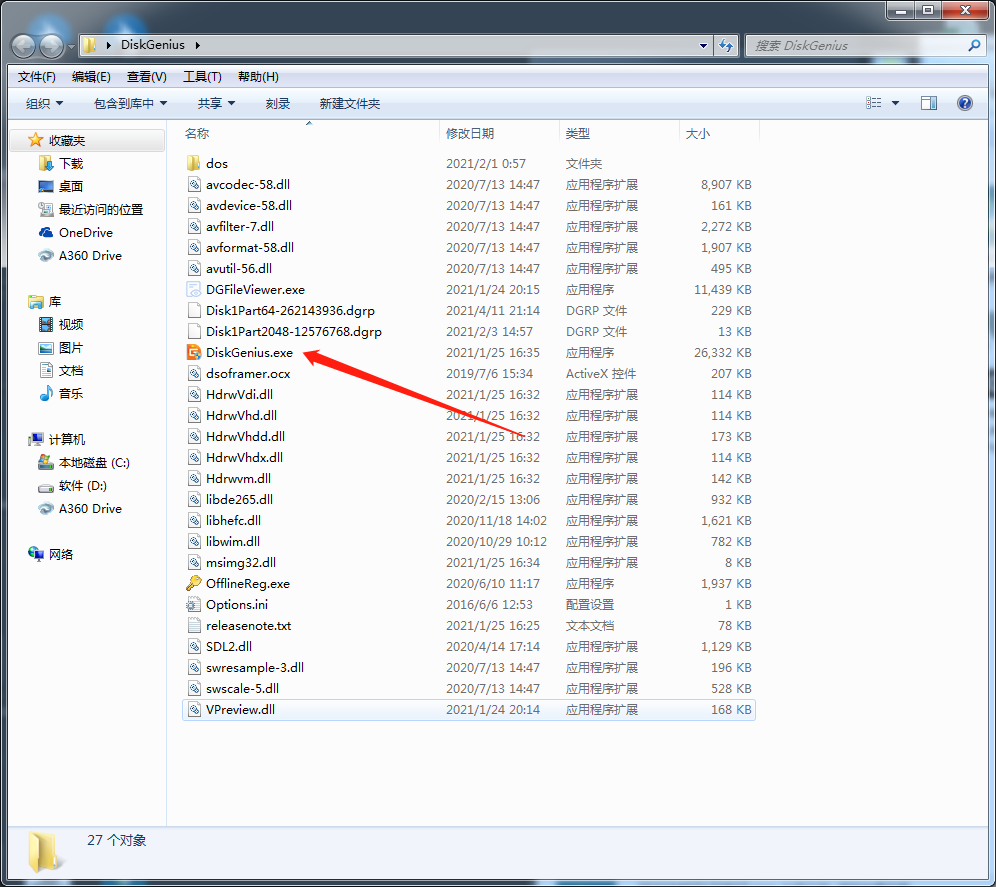 DiskGenius
搜索 DiskGenius
文件(F) 编辑(E) 查看(V) 工具(T) 帮助(H)
组织 包含到库中 共享 刻录 新建文件夹
名称 修改日期 类型 大小
收藏夹
下载
桌面
最近访问的位置
OneDrive
A360 Drive
库
视频
图片
文档
音乐
计算机
本地磁盘 (C:)
软件 (D:)
A360 Drive
网络
dos 2021/2/1 0:57 文件夹
avcodec-58.dll 2020/7/13 14:47 应用程序扩展 8,907 KB
avdevice-58.dll 2020/7/13 14:47 应用程序扩展 161 KB
avfilter-7.dll 2020/7/13 14:47 应用程序扩展 2,272 KB
avformat-58.dll 2020/7/13 14:47 应用程序扩展 1,907 KB
avutil-56.dll 2020/7/13 14:47 应用程序扩展 495 KB
DGFileViewer.exe 2021/1/24 20:15 应用程序 11,439 KB
Disk1Part64-262143936.dgrp 2021/4/11 21:14 DGRP 文件 229 KB
Disk1Part2048-12576768.dgrp 2021/2/3 14:57 DGRP 文件 13 KB
DiskGenius.exe 2021/1/25 16:35 应用程序 26,332 KB
dsoframer.ocx 2019/7/6 15:34 ActiveX 控件 207 KB
HdrwVdi.dll 2021/1/25 16:32 应用程序扩展 114 KB
HdrwVhd.dll 2021/1/25 16:32 应用程序扩展 114 KB
HdrwVhdd.dll 2021/1/25 16:32 应用程序扩展 173 KB
HdrwVhdx.dll 2021/1/25 16:32 应用程序扩展 114 KB
Hdrwvm.dll 2021/1/25 16:32 应用程序扩展 142 KB
libde265.dll 2020/2/15 13:06 应用程序扩展 932 KB
libhefc.dll 2020/11/18 14:02 应用程序扩展 1,621 KB
libwim.dll 2020/10/29 10:12 应用程序扩展 782 KB
msimg32.dll 2021/1/25 16:34 应用程序扩展 8 KB
OfflineReg.exe 2020/6/10 11:17 应用程序 1,937 KB
Options.ini 2016/6/6 12:53 配置设置 1 KB
releasenote.txt 2021/1/25 16:25 文本文档 78 KB
SDL2.dll 2020/4/14 17:14 应用程序扩展 1,129 KB
swresample-3.dll 2020/7/13 14:47 应用程序扩展 196 KB
swscale-5.dll 2020/7/13 14:47 应用程序扩展 528 KB
VPreview.dll 2021/1/24 20:14 应用程序扩展 168 KB
27 个对象